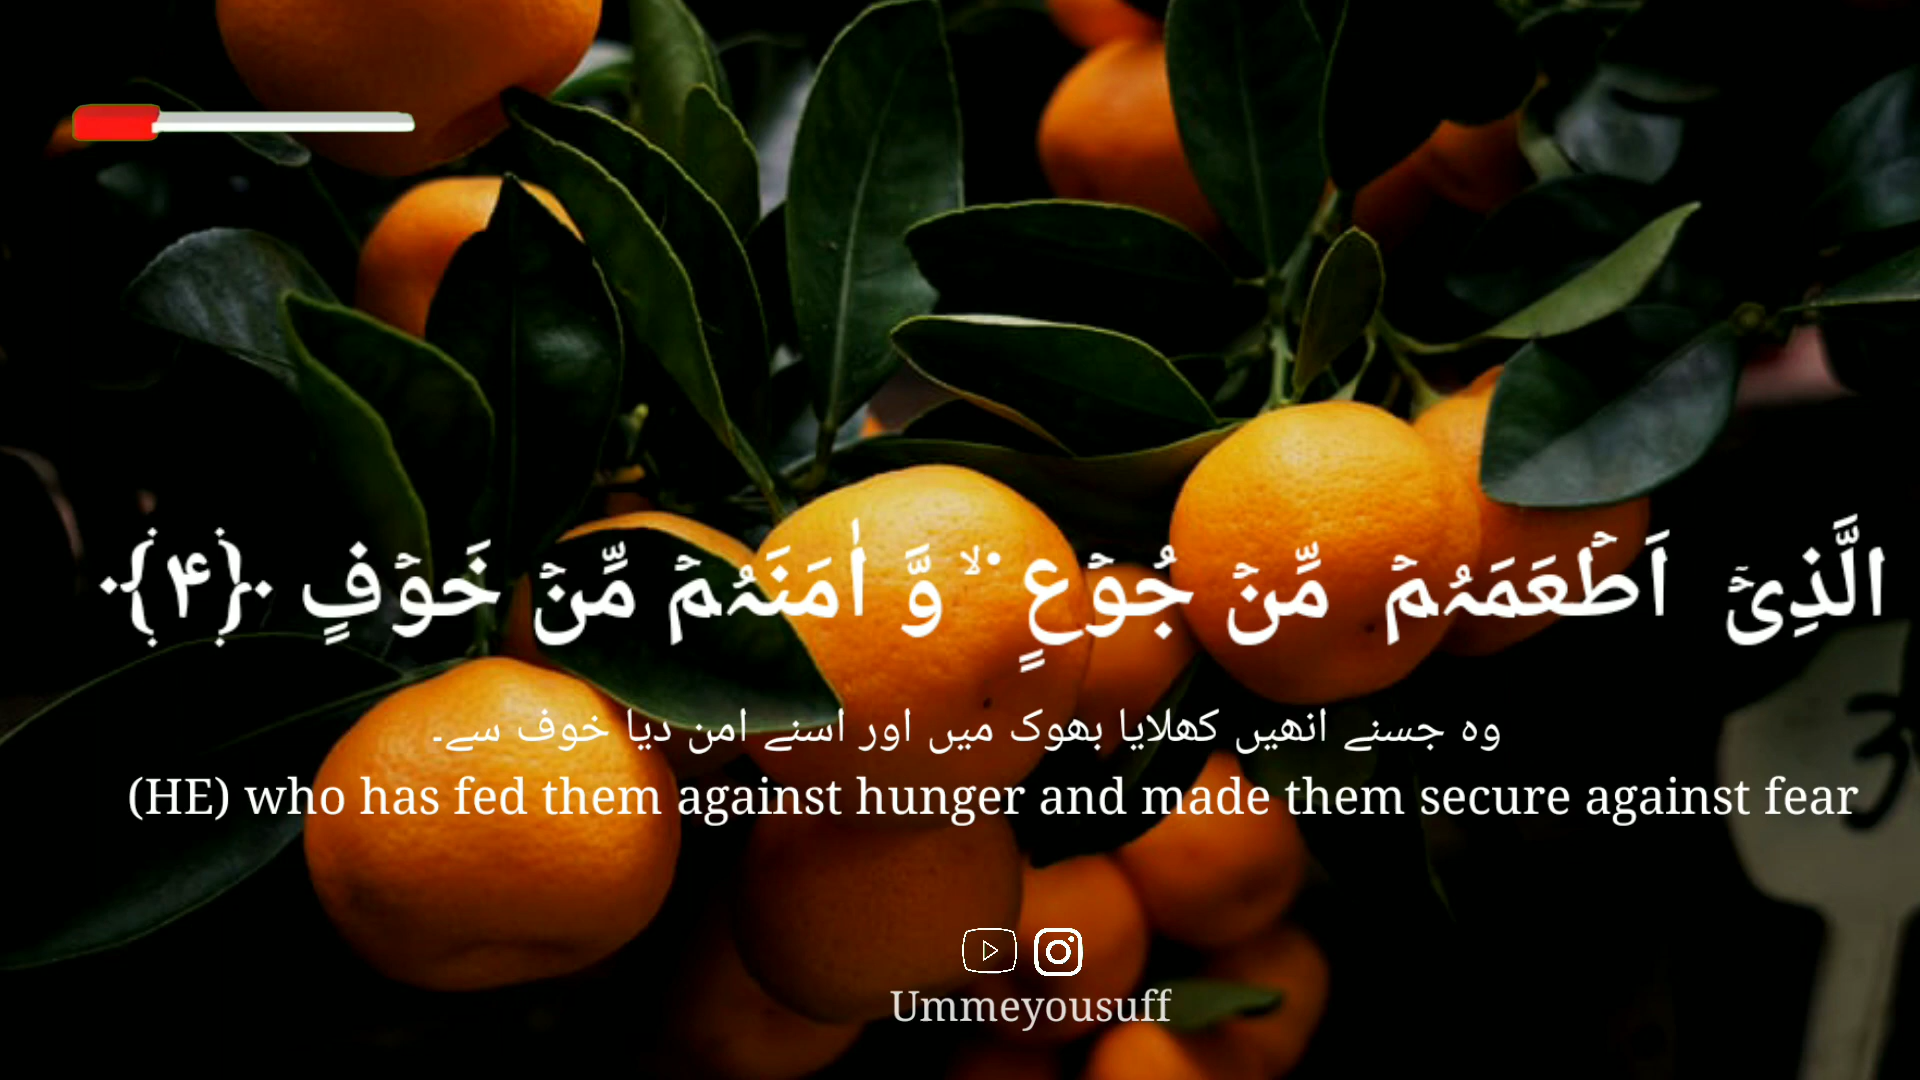 الَّذِیۡۤ اَطۡعَمَہُمۡ مِّنۡ جُوۡعٍ ۬ۙ وَّ اٰمَنَہُمۡ مِّنۡ خَوۡفٍ ﴿۴﴾
وہ جسنے انھیں کھلایا بھوک میں اور اسنے امن دیا خوف سے۔
(HE) who has fed them against hunger and made them secure against fear
Ummeyousuff